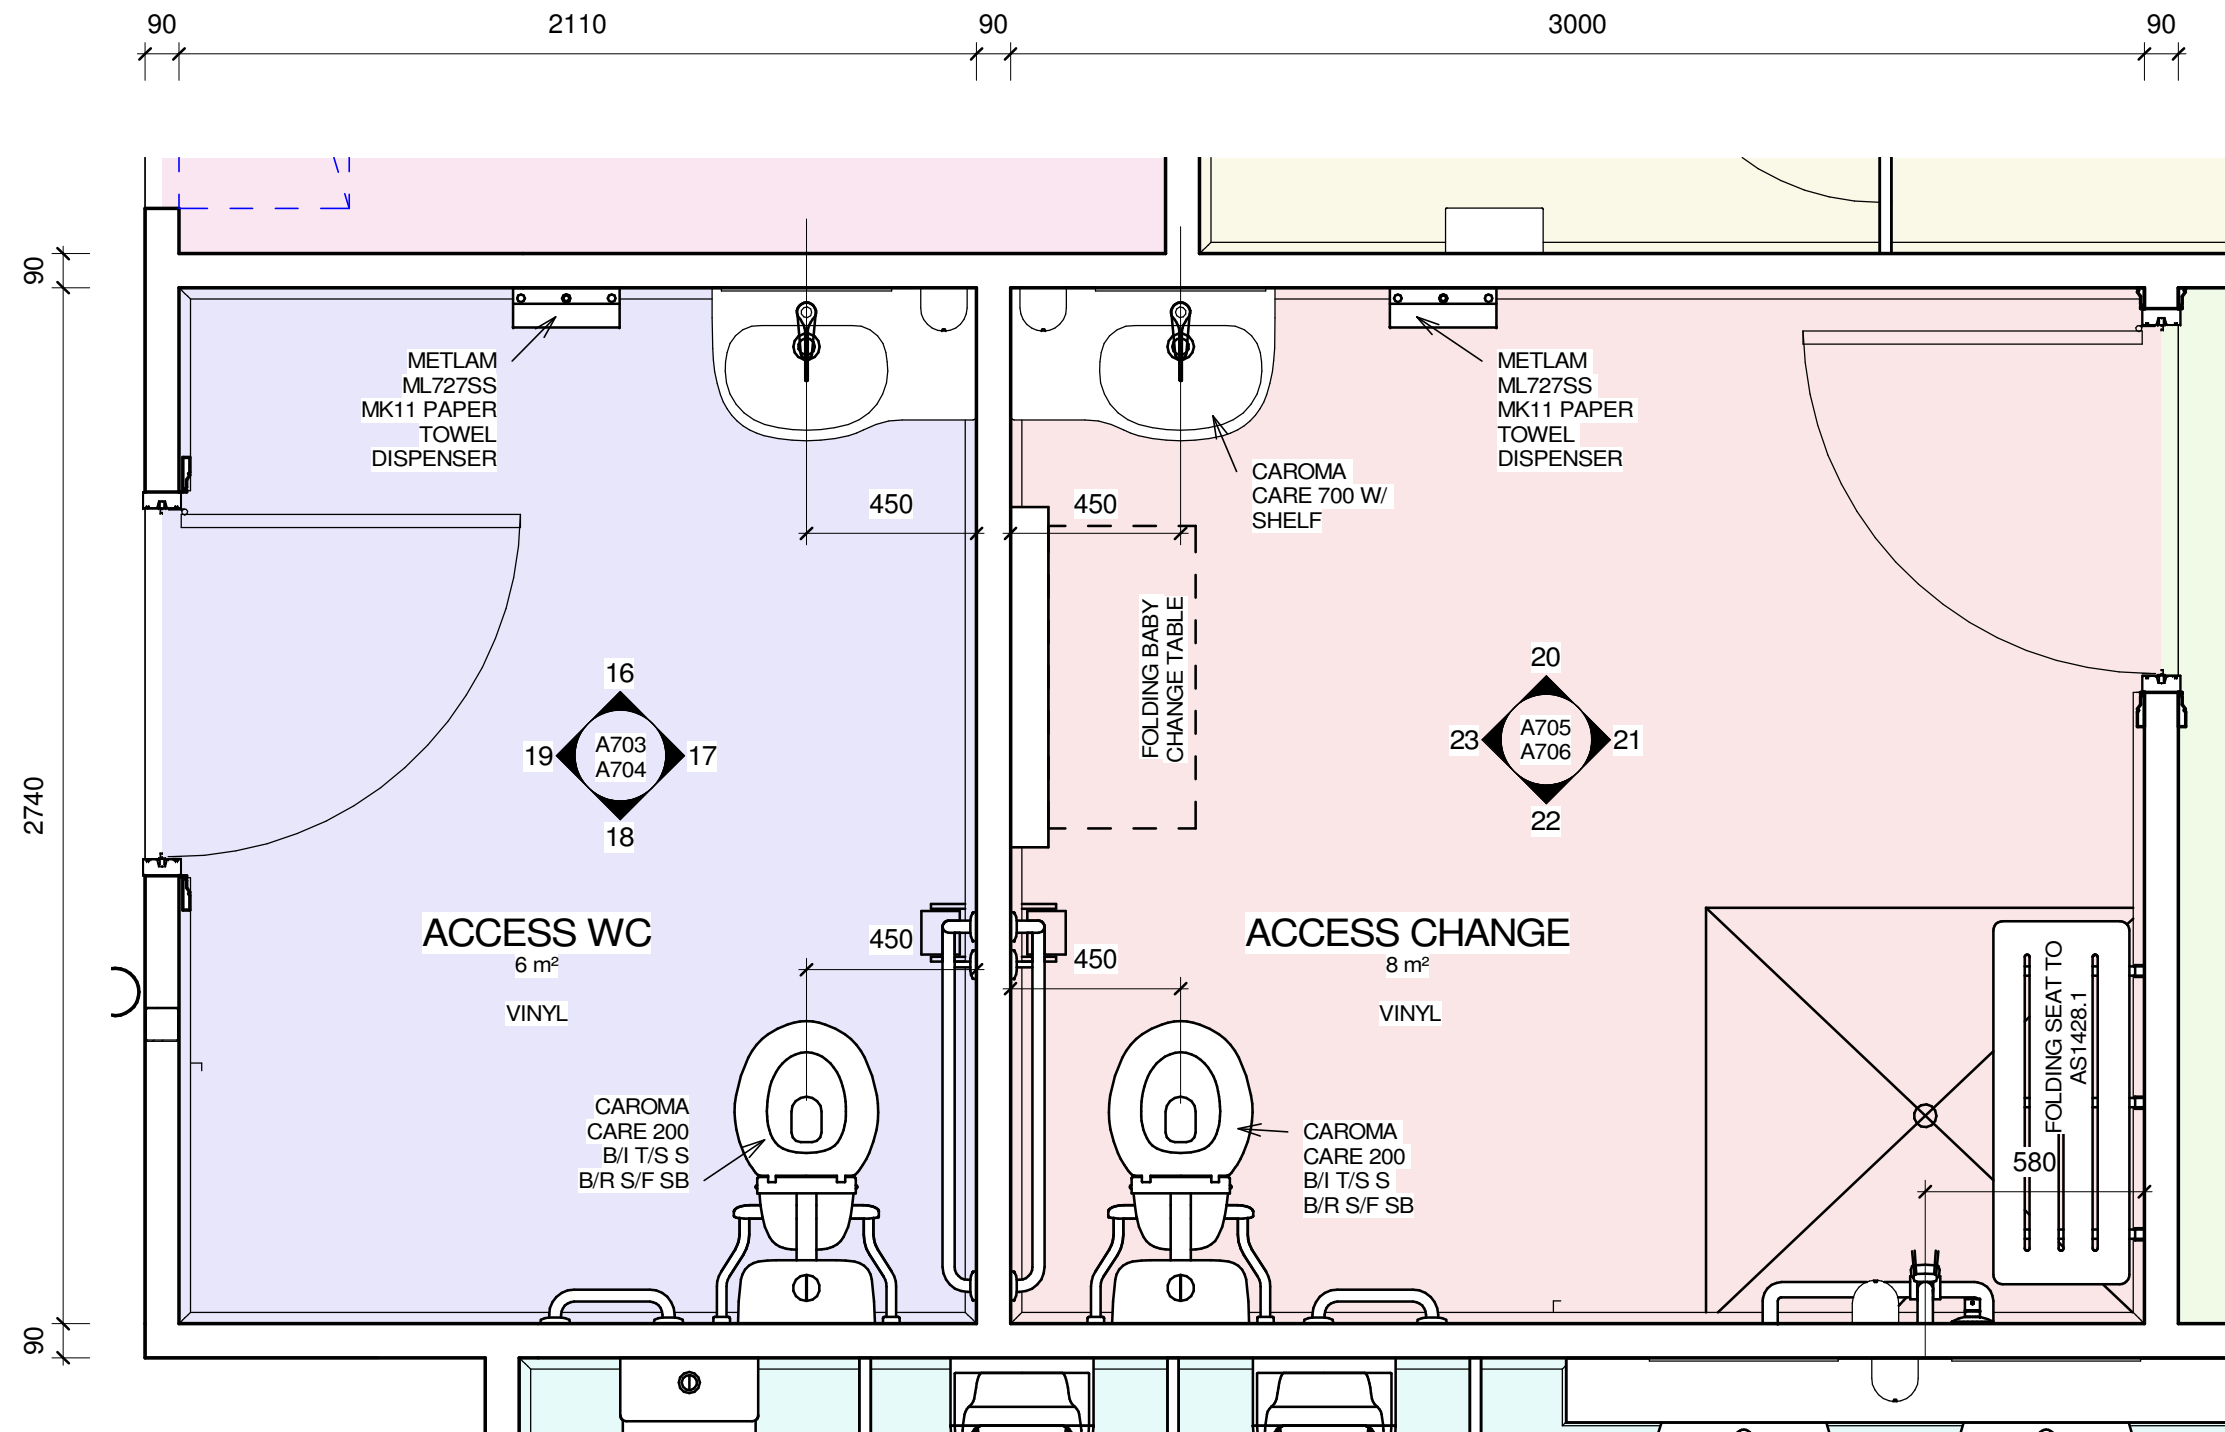 90
2110
90
3000
90
90
2740
90
METLAM
ML727SS
MK11 PAPER
TOWEL
DISPENSER
METLAM
ML727SS
MK11 PAPER
TOWEL
DISPENSER
CAROMA
CARE 700 W/
SHELF
450
450
FOLDING BABY
CHANGE TABLE
16
19
A703
A704
17
18
20
23
A705
A706
21
22
ACCESS WC
6 m²
VINYL
450
450
ACCESS CHANGE
8 m²
VINYL
FOLDING SEAT TO
AS1428.1
580
CAROMA
CARE 200
B/I T/S S
B/R S/F SB
CAROMA
CARE 200
B/I T/S S
B/R S/F SB